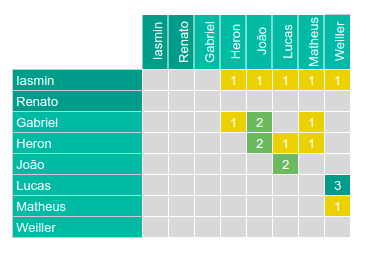 Iasmin Renato Gabriel Heron João Lucas Matheus Weiller
Iasmin 1 1 1 1 1
Renato
Gabriel 1 2 1
Heron 2 1 1
João 2
Lucas 3
Matheus 1
Weiller